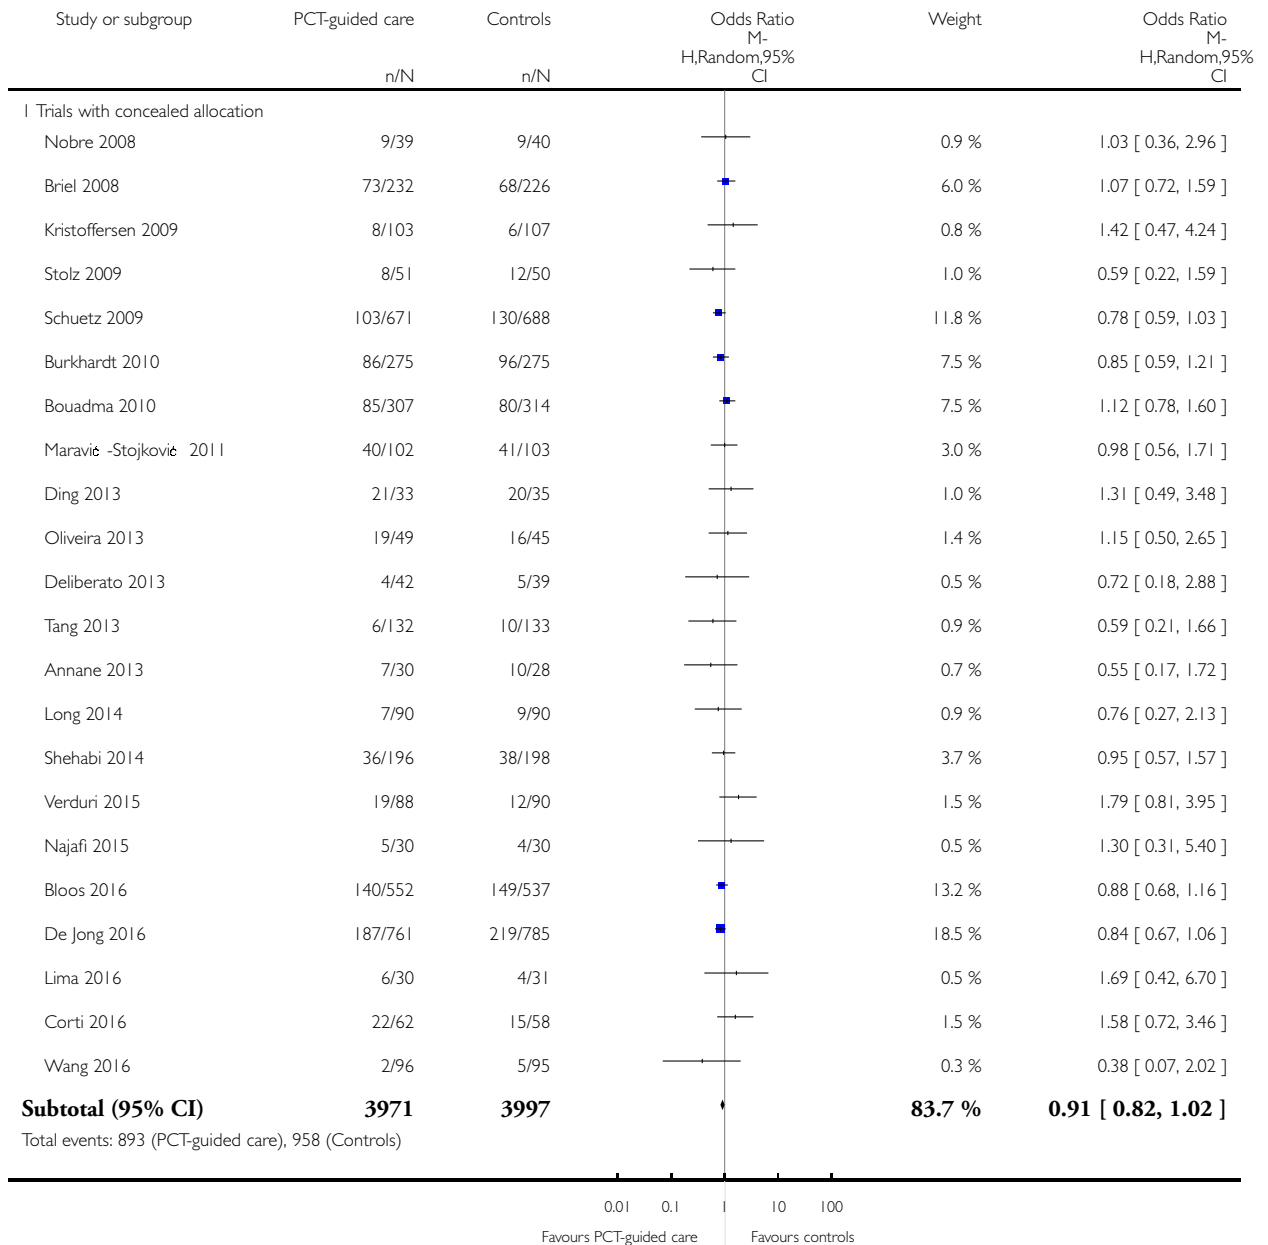 Study or subgroup PCT-guided care Controls Odds Ratio Weight Odds Ratio
M- M-
H,Random,95% H,Random,95%
n/N n/N CI CI
1 Trials with concealed allocation
Nobre 2008 9/39 9/40 0.9 % 1.03 [ 0.36, 2.96 ]
Briel 2008 73/232 68/226 6.0 % 1.07 [ 0.72, 1.59 ]
Kristoffersen 2009 8/103 6/107 0.8 % 1.42 [ 0.47, 4.24 ]
Stolz 2009 8/51 12/50 1.0 % 0.59 [ 0.22, 1.59 ]
Schuetz 2009 103/671 130/688 11.8 % 0.78 [ 0.59, 1.03 ]
Burkhardt 2010 86/275 96/275 7.5 % 0.85 [ 0.59, 1.21 ]
Bouadma 2010 85/307 80/314 7.5 % 1.12 [ 0.78, 1.60 ]
Maravić -Stojković 2011 40/102 41/103 3.0 % 0.98 [ 0.56, 1.71 ]
Ding 2013 21/33 20/35 1.0 % 1.31 [ 0.49, 3.48 ]
Oliveira 2013 19/49 16/45 1.4 % 1.15 [ 0.50, 2.65 ]
Deliberato 2013 4/42 5/39 0.5 % 0.72 [ 0.18, 2.88 ]
Tang 2013 6/132 10/133 0.9 % 0.59 [ 0.21, 1.66 ]
Annane 2013 7/30 10/28 0.7 % 0.55 [ 0.17, 1.72 ]
Long 2014 7/90 9/90 0.9 % 0.76 [ 0.27, 2.13 ]
Shehabi 2014 36/196 38/198 3.7 % 0.95 [ 0.57, 1.57 ]
Verduri 2015 19/88 12/90 1.5 % 1.79 [ 0.81, 3.95 ]
Najafi 2015 5/30 4/30 0.5 % 1.30 [ 0.31, 5.40 ]
Bloos 2016 140/552 149/537 13.2 % 0.88 [ 0.68, 1.16 ]
De Jong 2016 187/761 219/785 18.5 % 0.84 [ 0.67, 1.06 ]
Lima 2016 6/30 4/31 0.5 % 1.69 [ 0.42, 6.70 ]
Corti 2016 22/62 15/58 1.5 % 1.58 [ 0.72, 3.46 ]
Wang 2016 2/96 5/95 0.3 % 0.38 [ 0.07, 2.02 ]
Subtotal (95% CI) 3971 3997 83.7 % 0.91 [ 0.82, 1.02 ]
Total events: 893 (PCT-guided care), 958 (Controls)
0.01 0.1 1 10 100
Favours PCT-guided care Favours controls